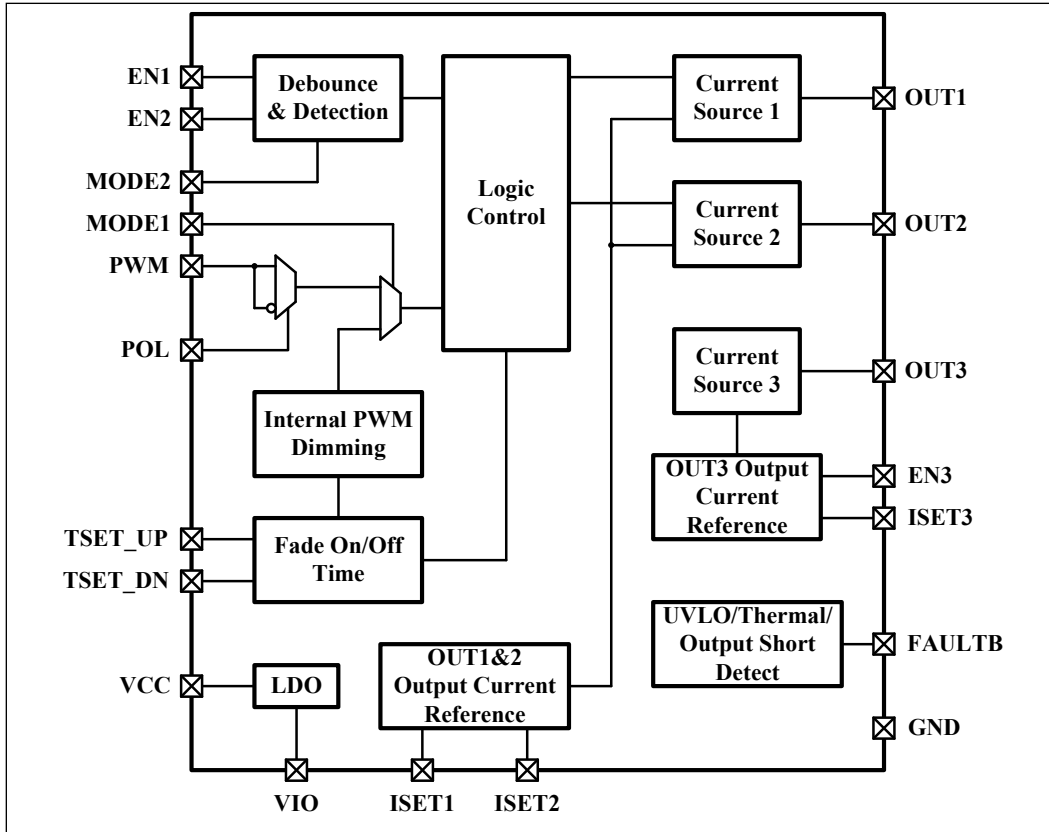 EN1
EN2
MODE2
MODE1
PWM
POL
TSET_UP
TSET_DN
VCC
Debounce
& Detection
Logic
Control
Internal PWM
Dimming
Fade On/Off
Time
LDO
OUT1&2
Output Current
Reference
Current
Source 1
Current
Source 2
Current
Source 3
OUT3 Output
Current
Reference
UVLO/Thermal/
Output Short
Detect
OUT1
OUT2
OUT3
EN3
ISET3
FAULTB
GND
VIO
ISET1
ISET2